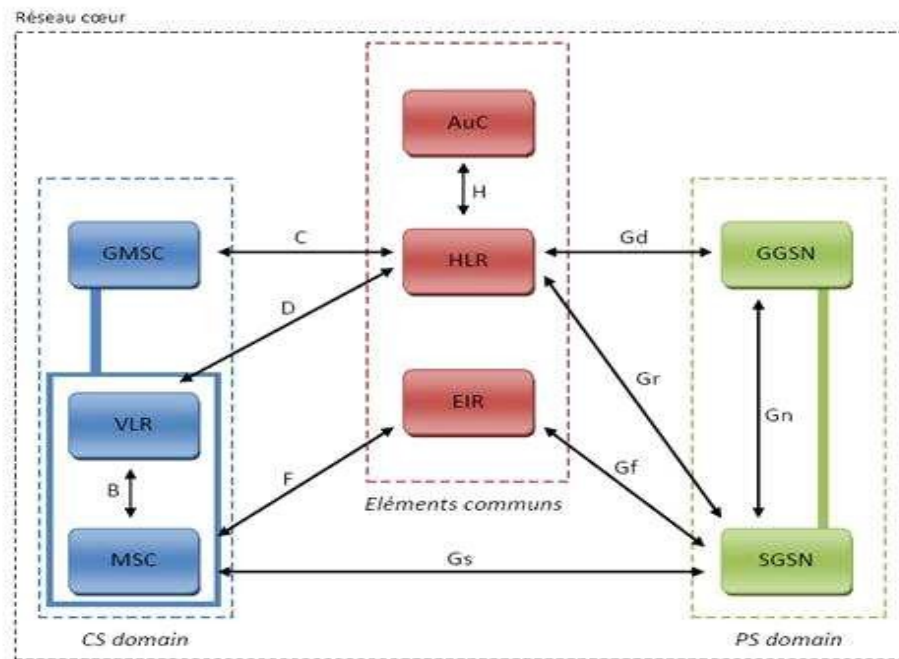 Réseau cœur
AuC
H
GMSC
C
HLR
Gd
GGSN
D
Gr
VLR
EIR
Gn
B
F
Gf
Eléments communs
MSC
Gs
SGSN
CS domain
PS domain